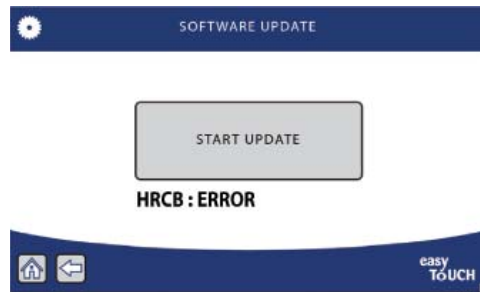 SOFTWARE UPDATE
START UPDATE
HRCB : ERROR
easy
TOUCH